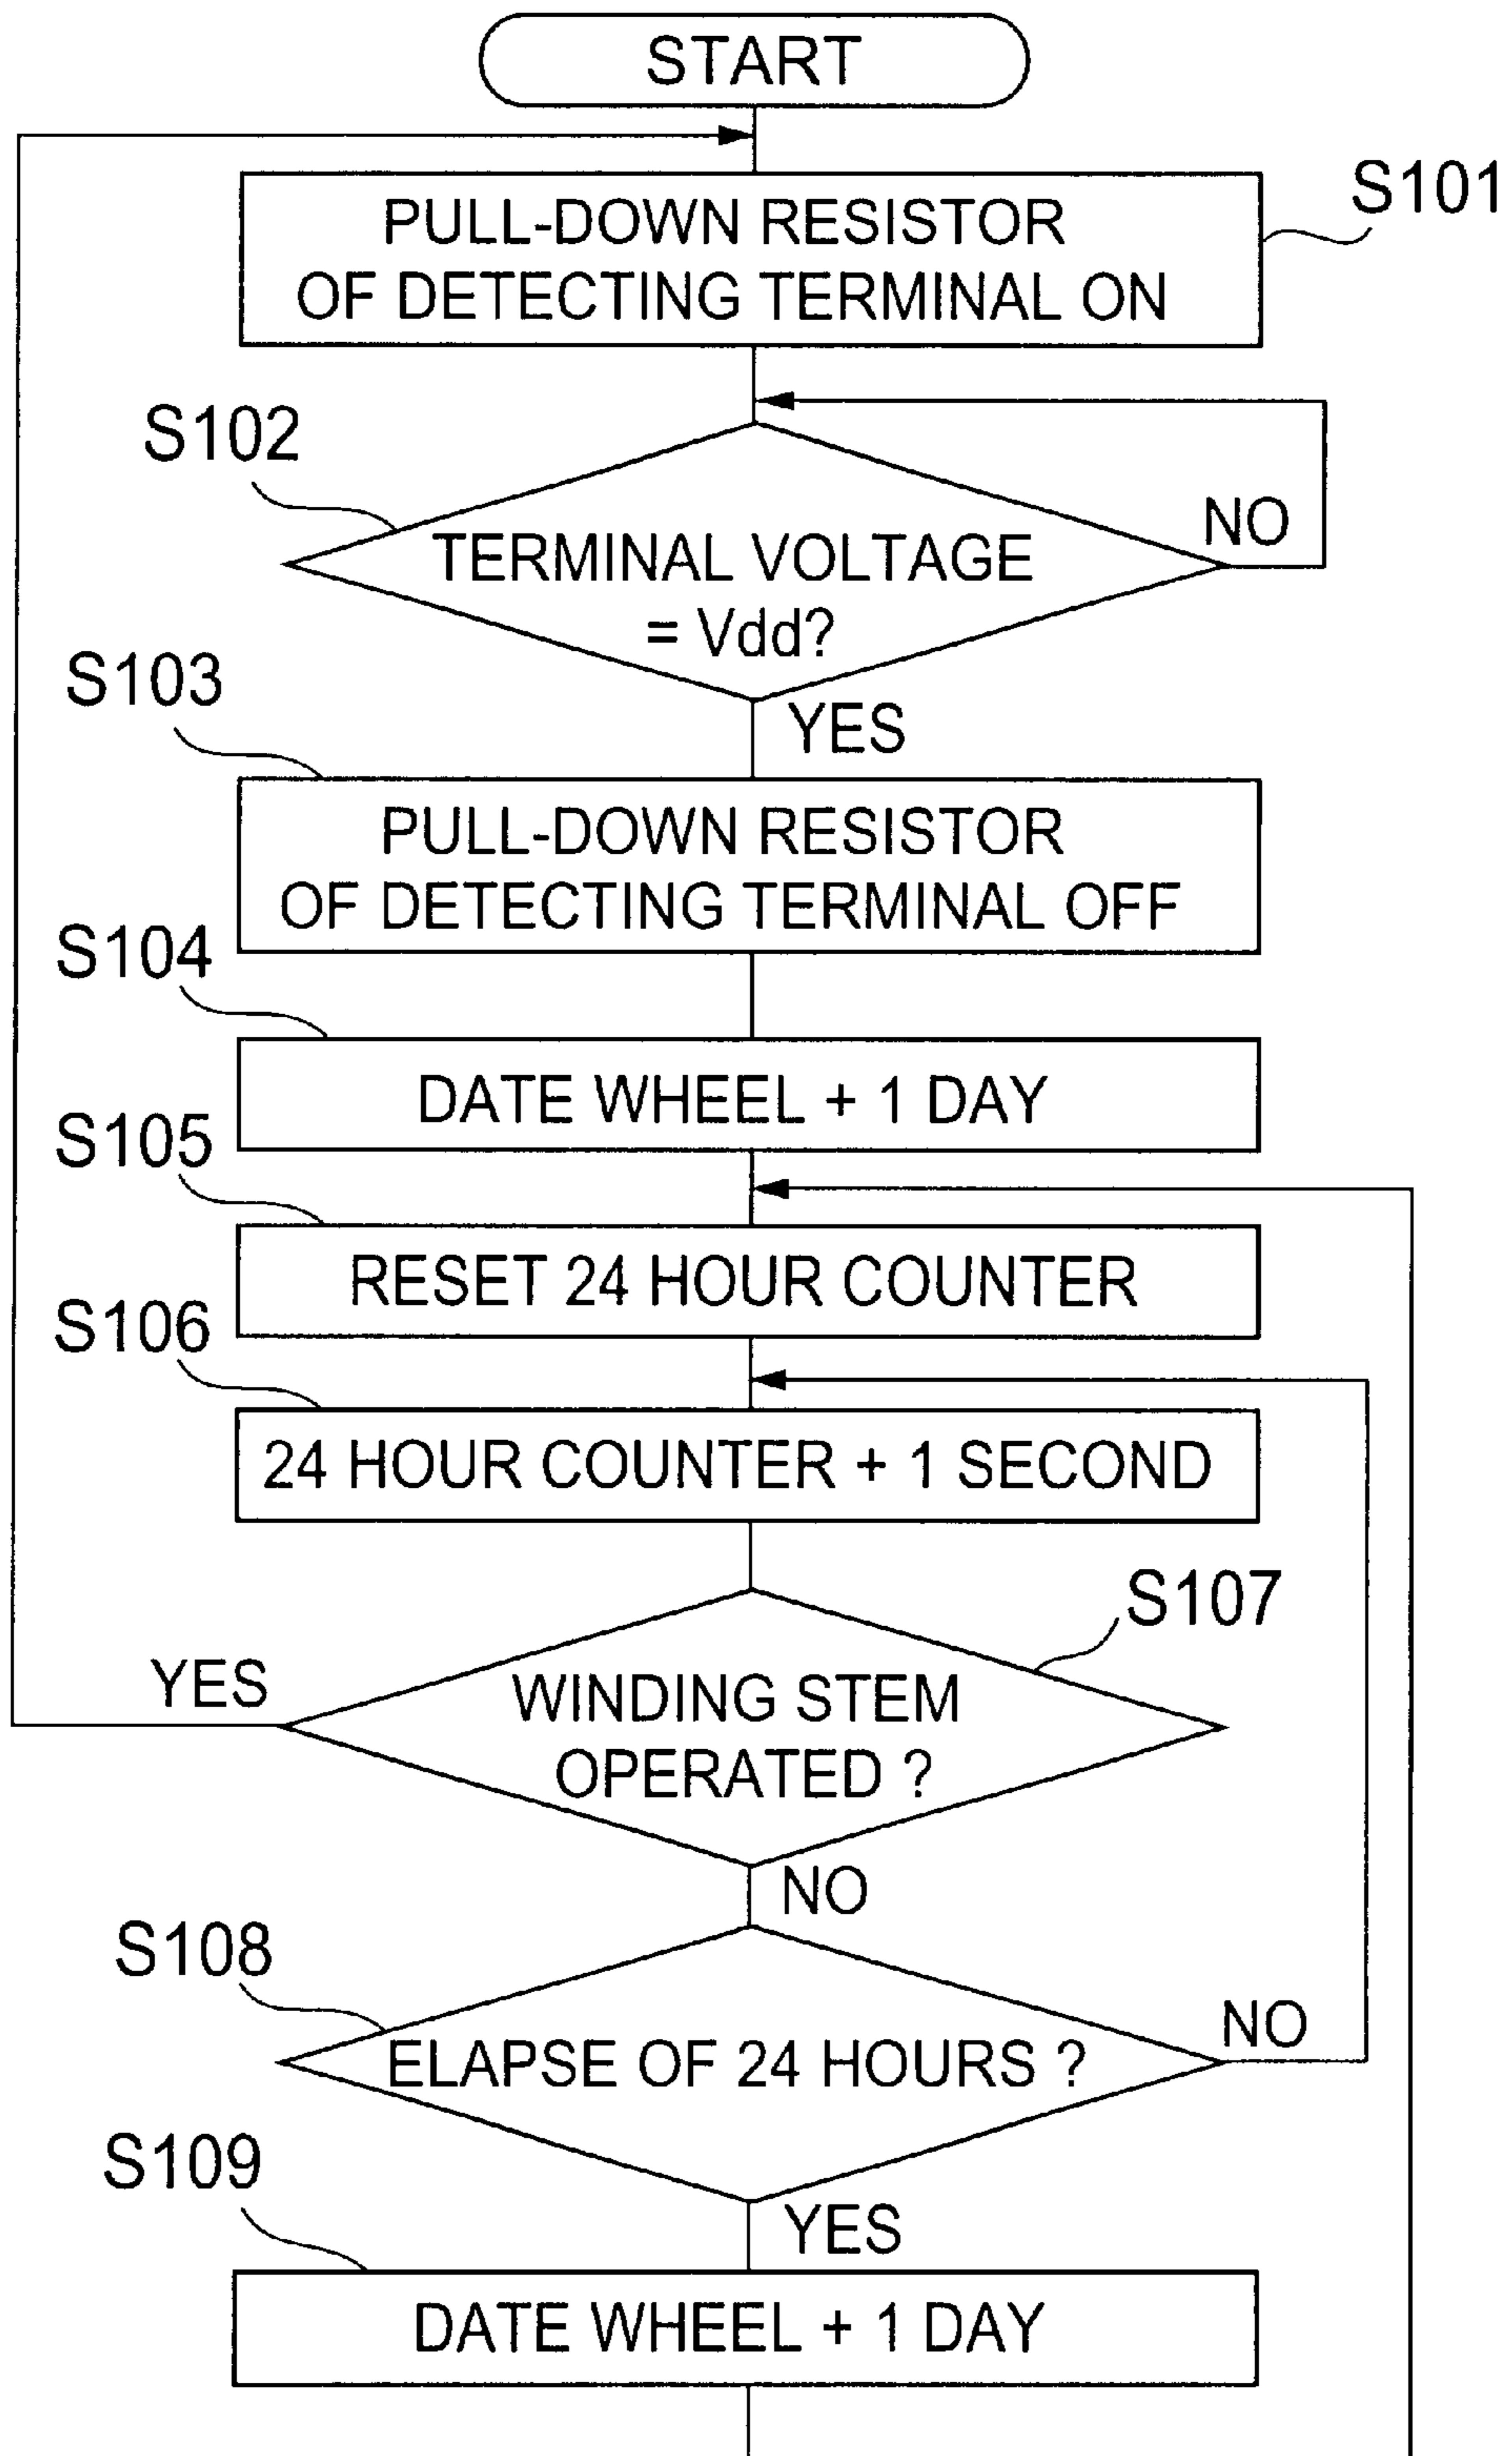 START
S101
PULL-DOWN RESISTOR
OF DETECTING TERMINAL ON
S102
NO
TERMINAL VOLTAGE
= Vdd?
S103
YES
PULL-DOWN RESISTOR
OF DETECTING TERMINAL OFF
S104
DATE WHEEL + 1 DAY
S105
RESET 24 HOUR COUNTER
S106
24 HOUR COUNTER + 1 SECOND
S107
YES
WINDING STEM
OPERATED ?
NO
S108
NO
ELAPSE OF 24 HOURS ?
S109
YES
DATE WHEEL + 1 DAY